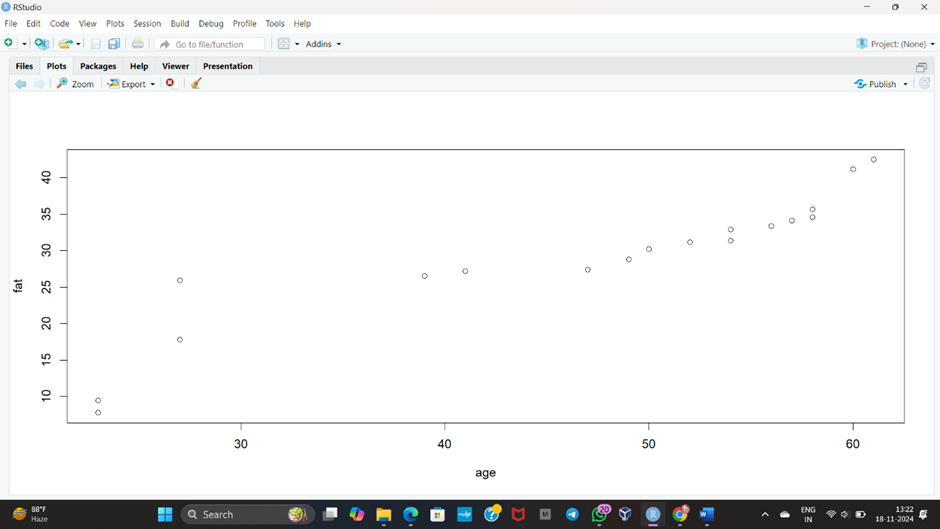 RStudio
File Edit Code View Plots Session Build Debug Profile Tools Help
Go to file/function Addins Project: (None)
Files Plots Packages Help Viewer Presentation
Zoom Export Publish
40
35
30
25
20
15
10
fat
30 40 50 60
age
88°F
Haze
Search
20
ENG
IN
13:22
18-11-2024